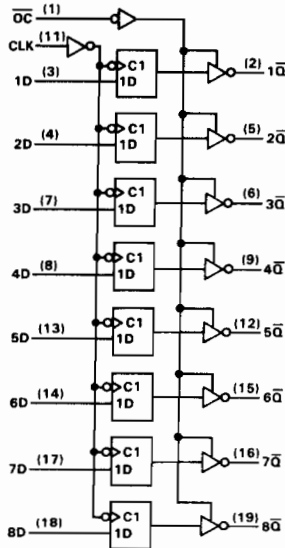 O̅C̅ (1)
CLK (11)
C1 (2) 1Q̅
1D (3) 1D
C1 (5) 2Q̅
2D (4) 1D
C1 (6) 3Q̅
3D (7) 1D
C1 (9) 4Q̅
4D (8) 1D
C1 (12) 5Q̅
5D (13) 1D
C1 (15) 6Q̅
6D (14) 1D
C1 (16) 7Q̅
7D (17) 1D
C1 (19) 8Q̅
8D (18) 1D